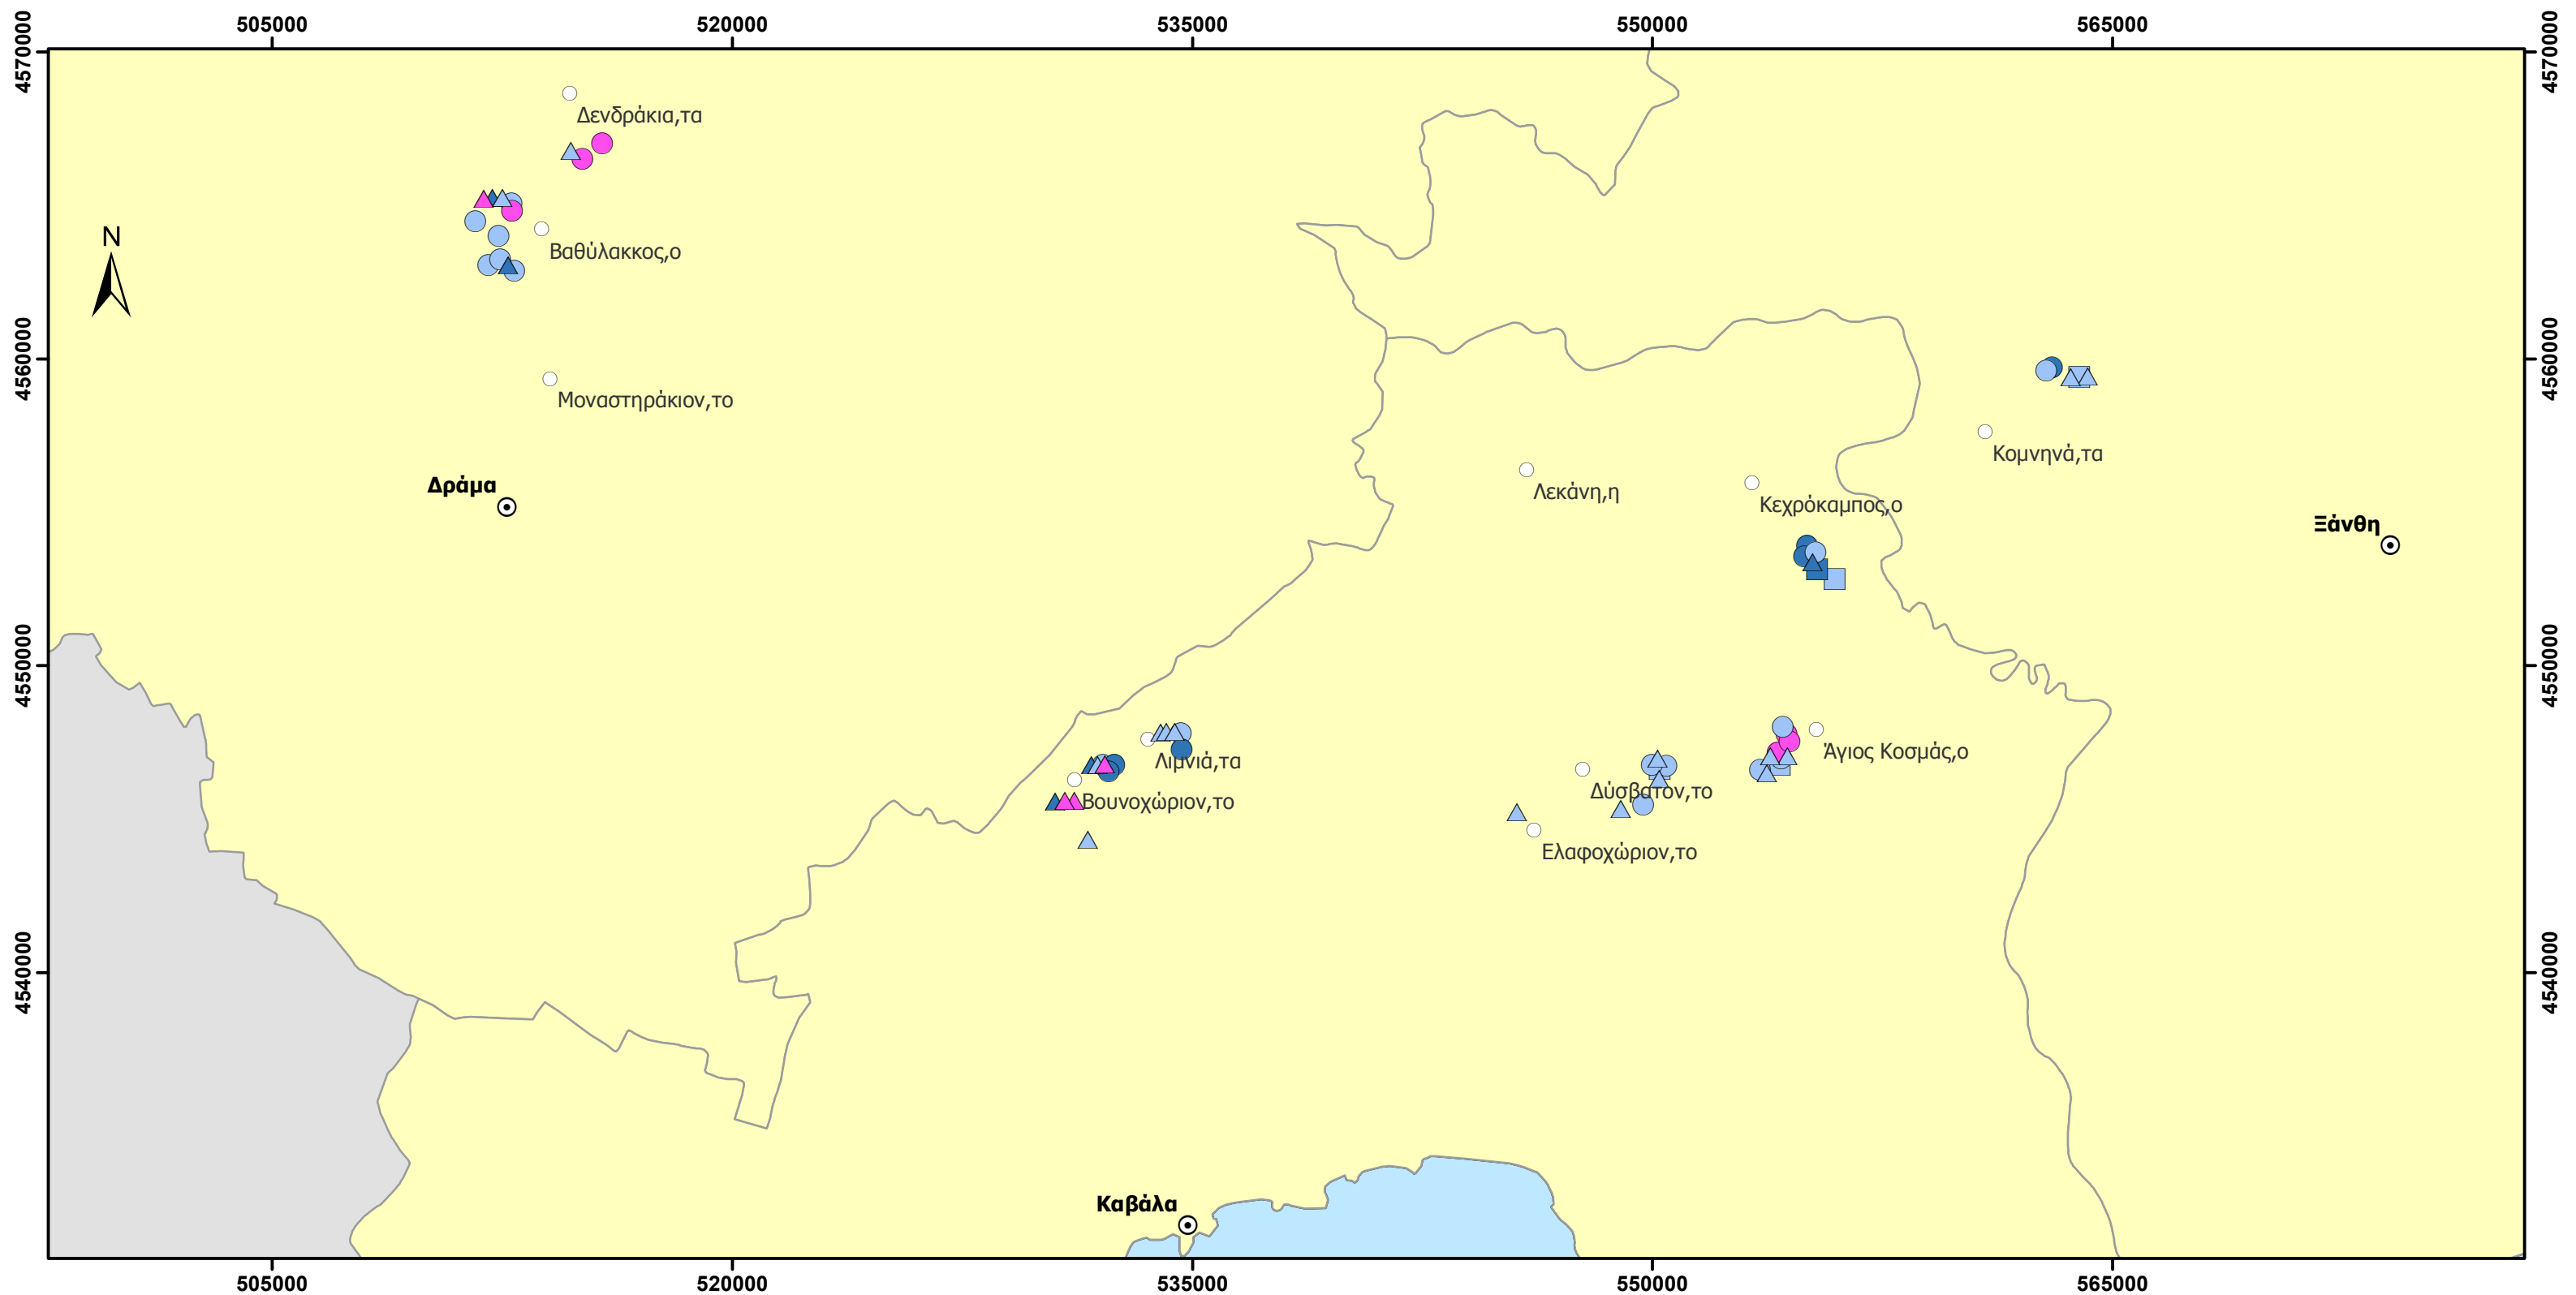 505000 520000 535000 550000 565000
4570000 4570000
Δενδράκια,τα
N
Βαθύλακκος,ο
4560000 4560000
Μοναστηράκιον,το
Κομνηνά,τα
Δράμα
Λεκάνη,η
Κεχρόκαμπος,ο
Ξάνθη
4550000 4550000
Λιμνιά,τα
Άγιος Κοσμάς,ο
Βουνοχώριον,το
Δύσβατον,το
Ελαφοχώριον,το
4540000 4540000
Καβάλα
505000 520000 535000 550000 565000